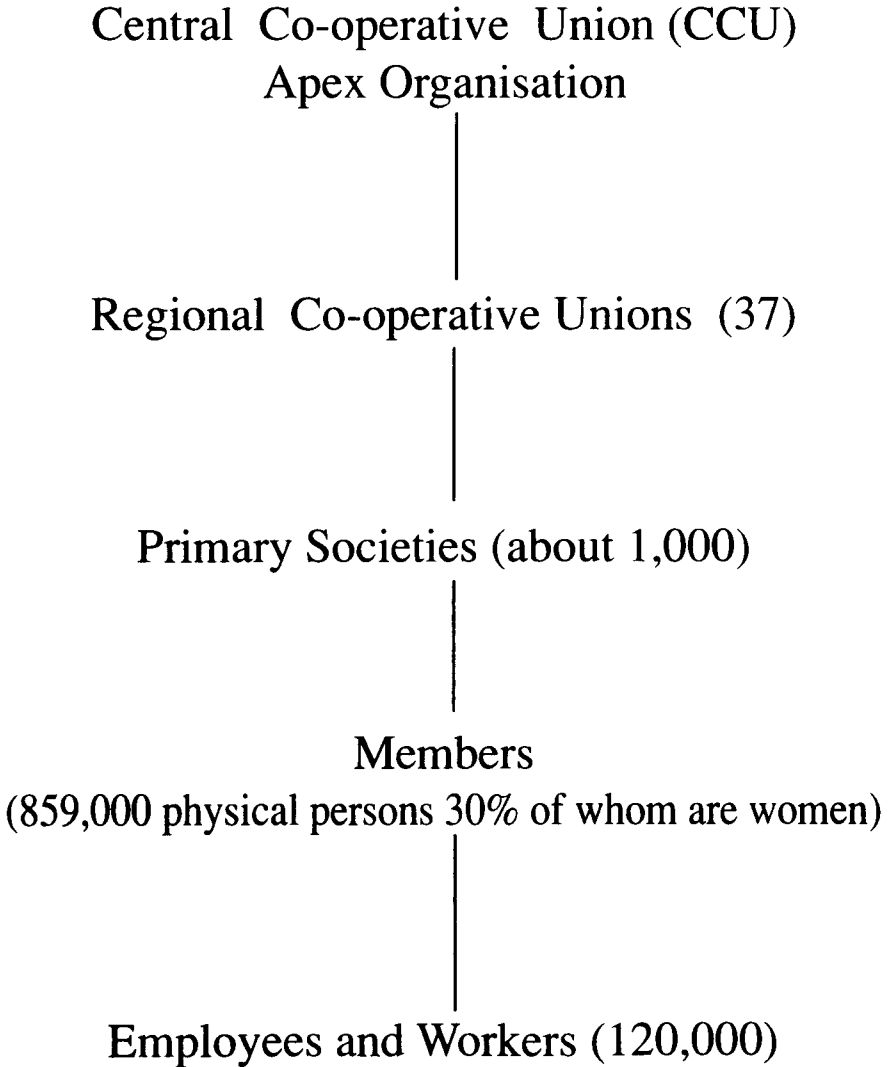 Central Co-operative Union (CCU)
Apex Organisation
Regional Co-operative Unions (37)
Primary Societies (about 1,000)
Members
(859,000 physical persons 30% of whom are women)
Employees and Workers (120,000)